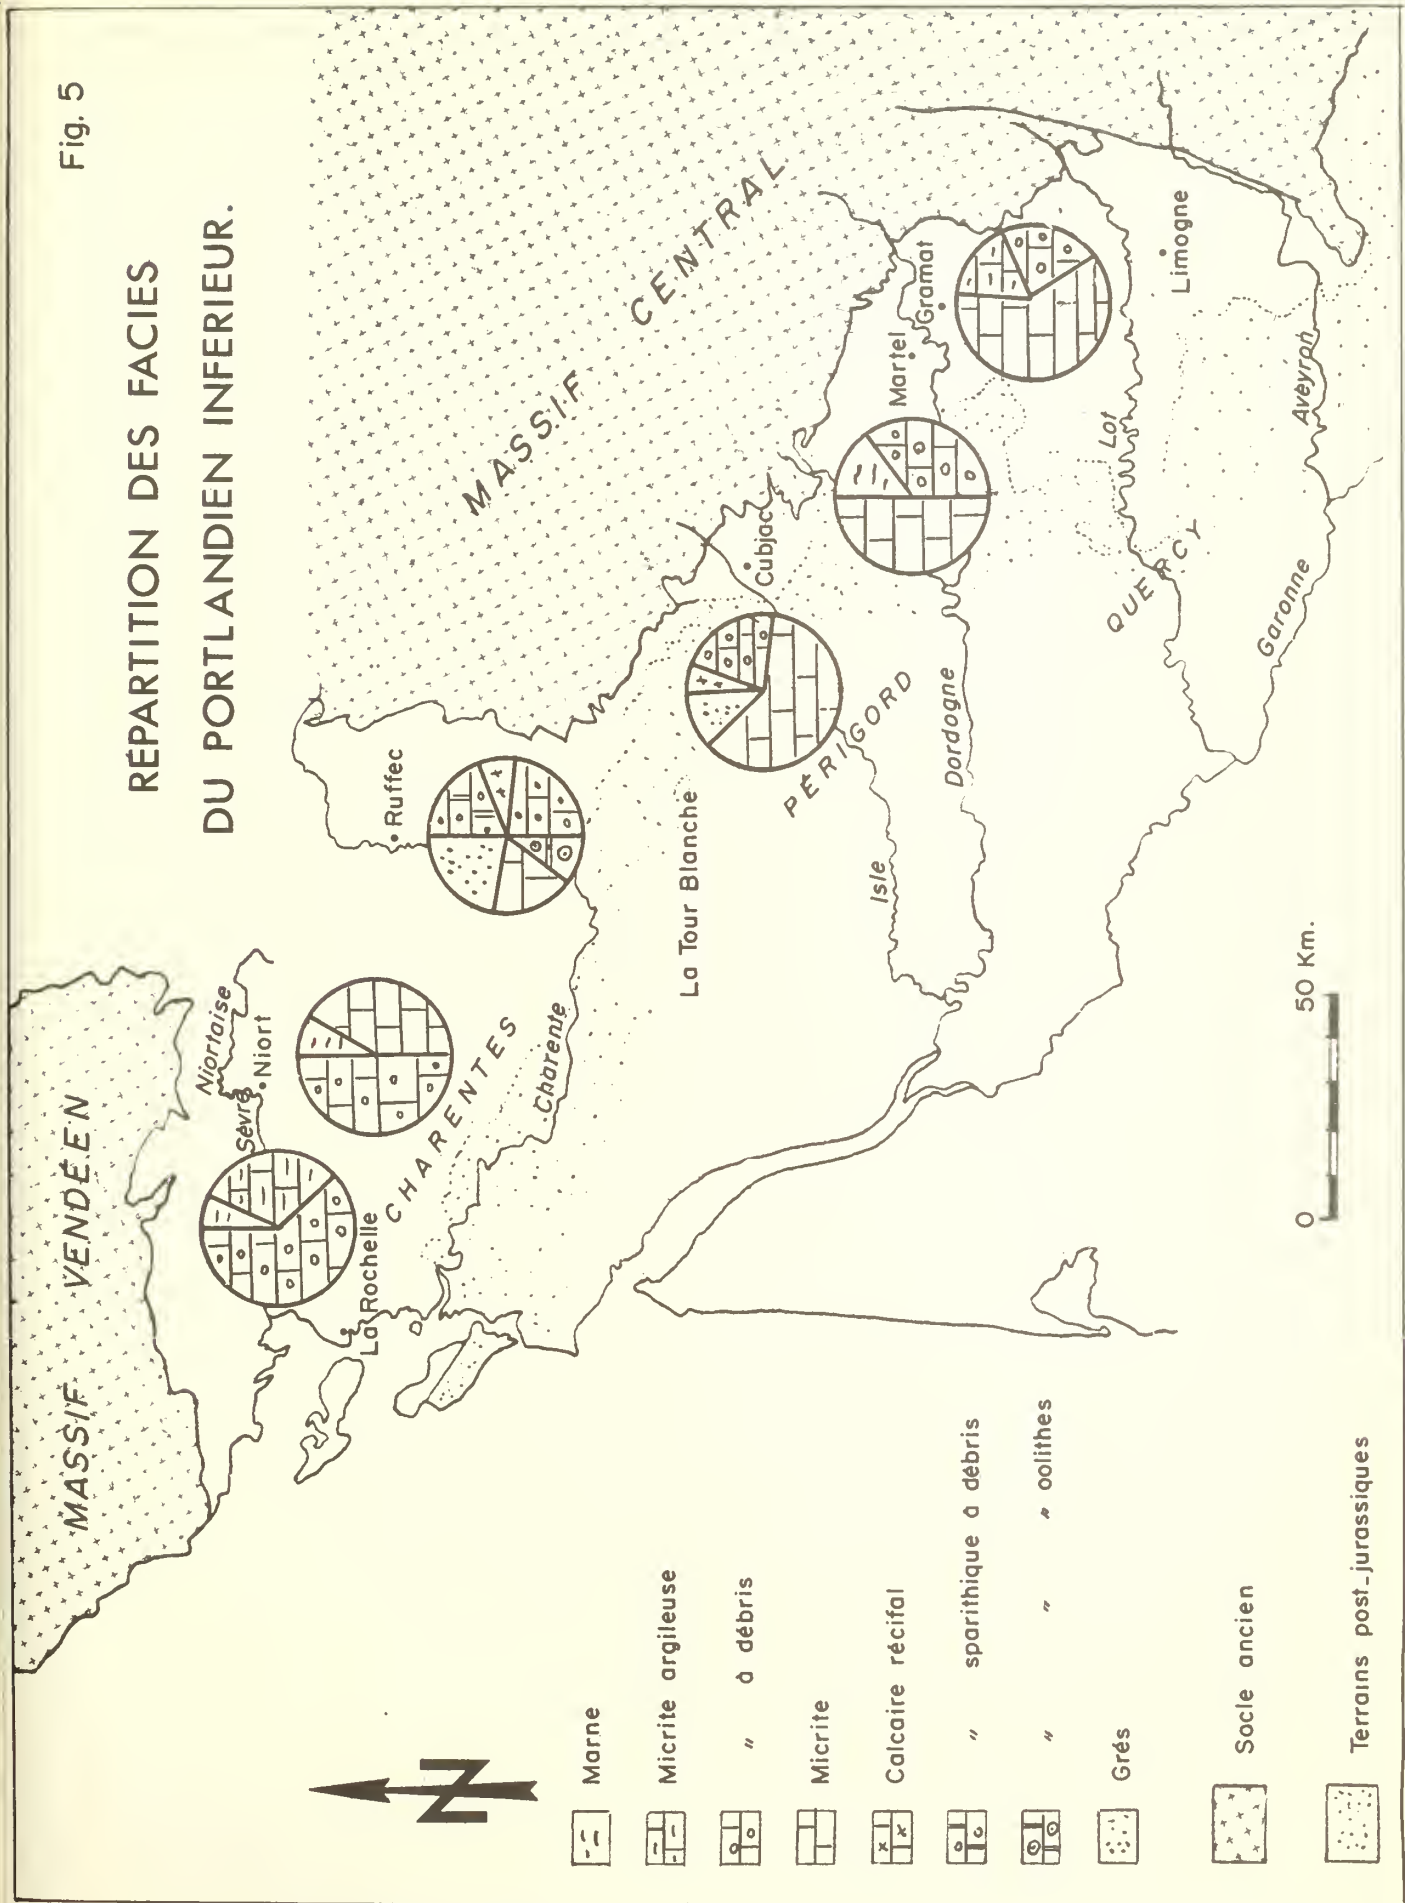 Fig. 5
RÉPARTITION DES FACIES
DU PORTLANDIEN INFERIEUR.
MASSIF VENDÉEN
MASSIF CENTRAL
Sèvre Niortaise
Niort
Ruffec
La Rochelle
CHARENTES
Charente
La Tour Blanche
Cubjac
PÉRIGORD
Isle
Dordogne
Martel
Gramat
Lot
Limogne
QUERCY
Aveyron
Garonne
0 50 Km.
N
Marne
Micrite argileuse
" à débris
Micrite
Calcaire récifal
" sparithique à débris
" " " oolithes
Grés
Socle ancien
Terrains post-jurassiques